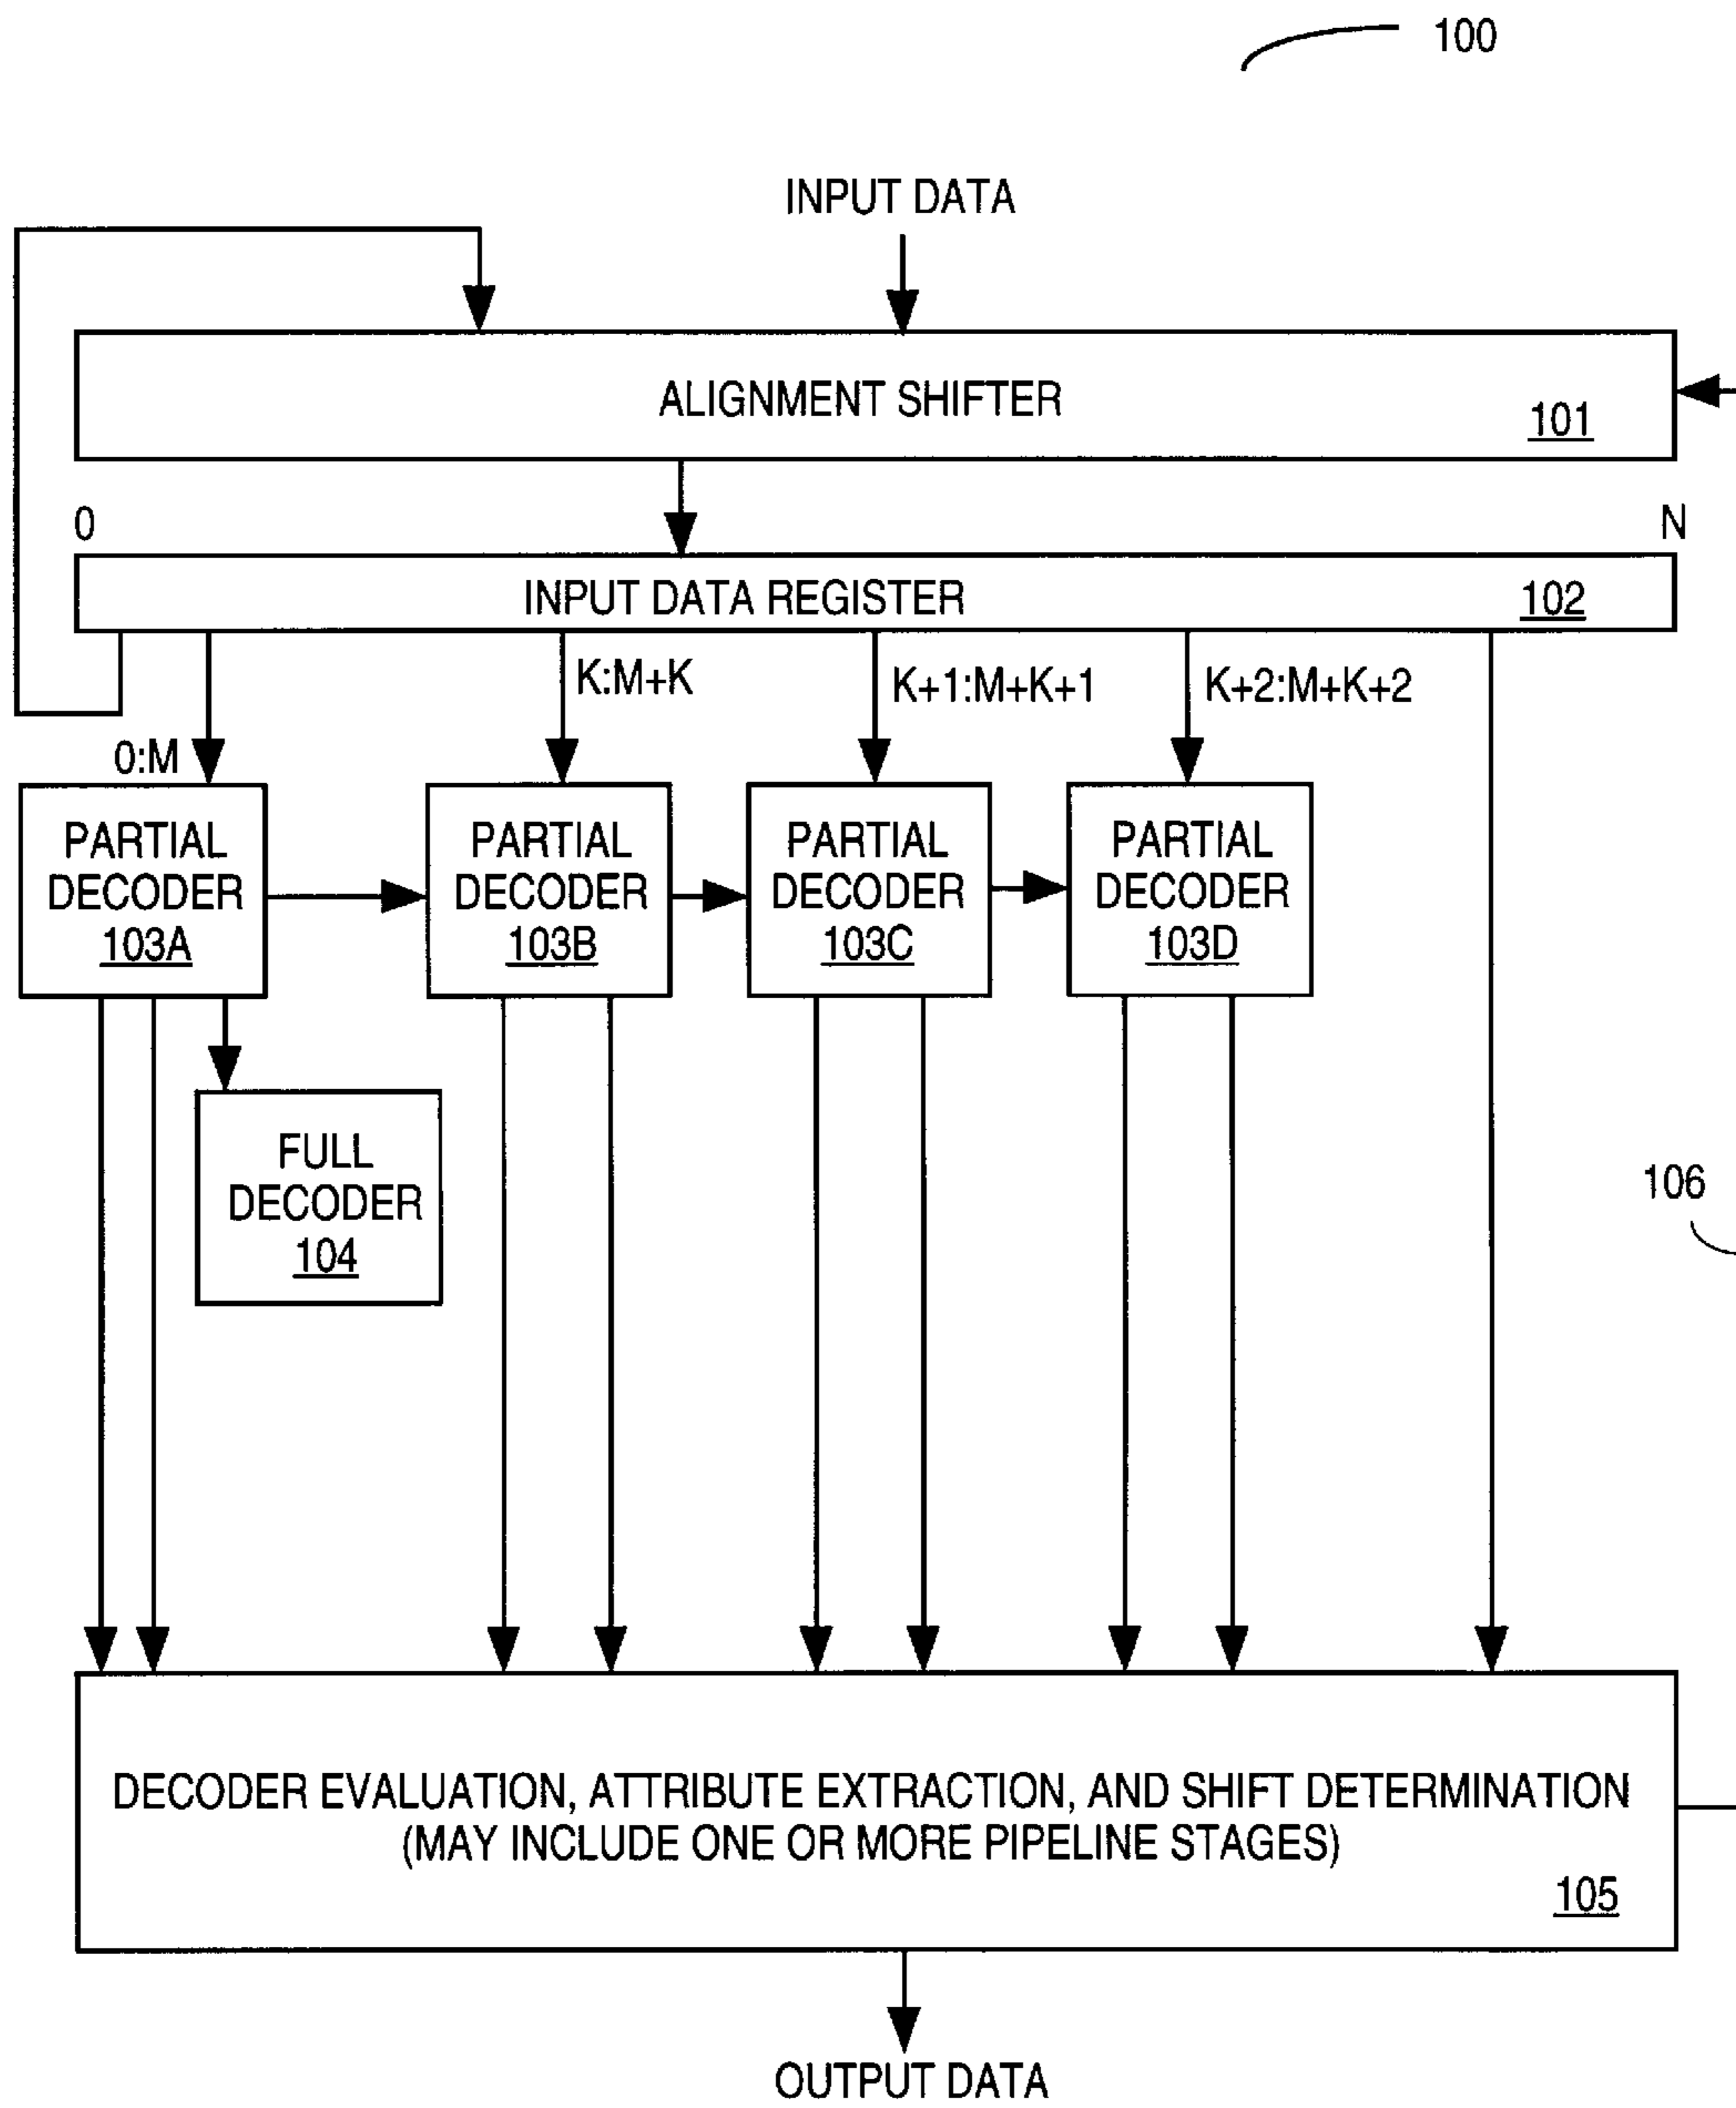 100
INPUT DATA
ALIGNMENT SHIFTER
101
0
N
INPUT DATA REGISTER
102
K:M+K
K+1:M+K+1
K+2:M+K+2
0:M
PARTIAL
DECODER
103A
PARTIAL
DECODER
103B
PARTIAL
DECODER
103C
PARTIAL
DECODER
103D
FULL
DECODER
104
106
DECODER EVALUATION, ATTRIBUTE EXTRACTION, AND SHIFT DETERMINATION
(MAY INCLUDE ONE OR MORE PIPELINE STAGES)
105
OUTPUT DATA